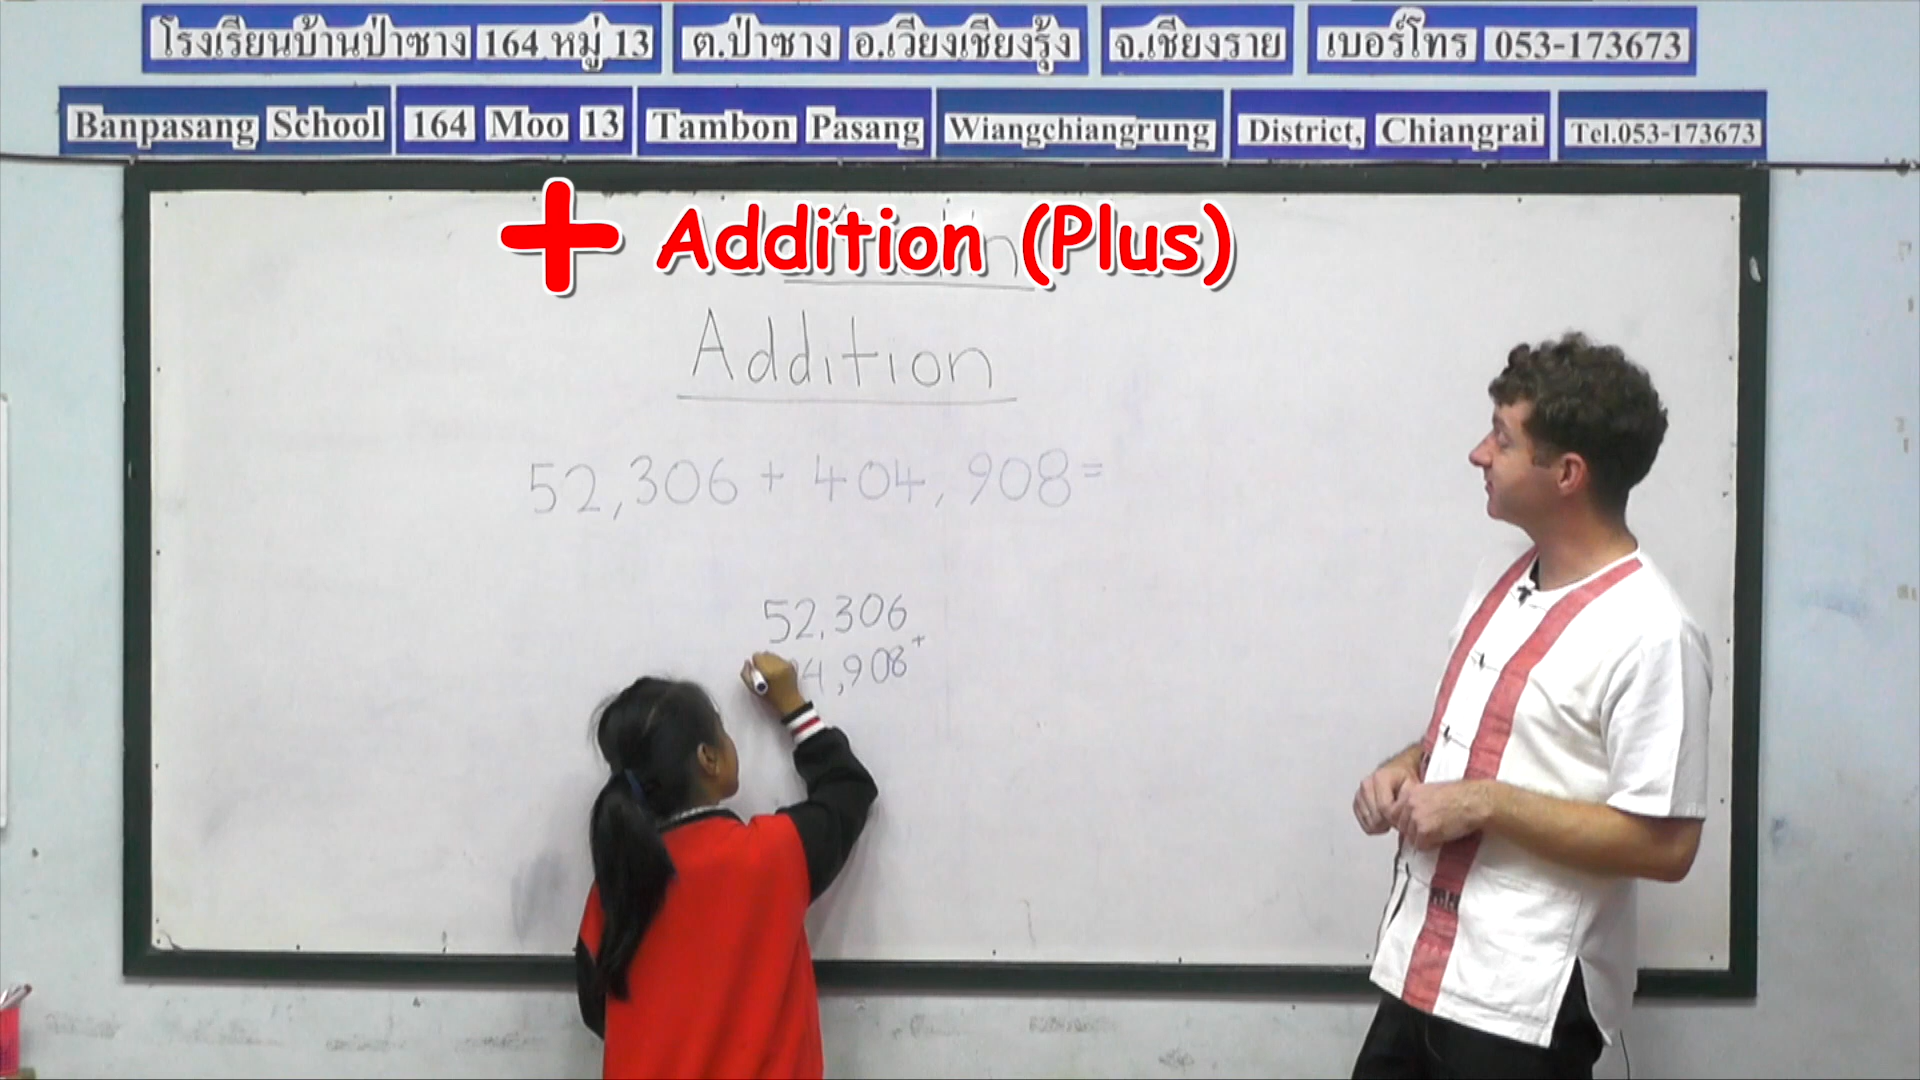 โรงเรียนบ้านป่าซาง 164 หมู่ 13 ต.ป่าซาง อ.เวียงเชียงรุ้ง จ.เชียงราย เบอร์โทร 053-173673
Banpasang School 164 Moo 13 Tambon Pasang Wiangchiangrung District, Chiangrai Tel.053-173673
+ Addition (Plus)
Addition
52,306 + 404,908=
52,306
+
4,908